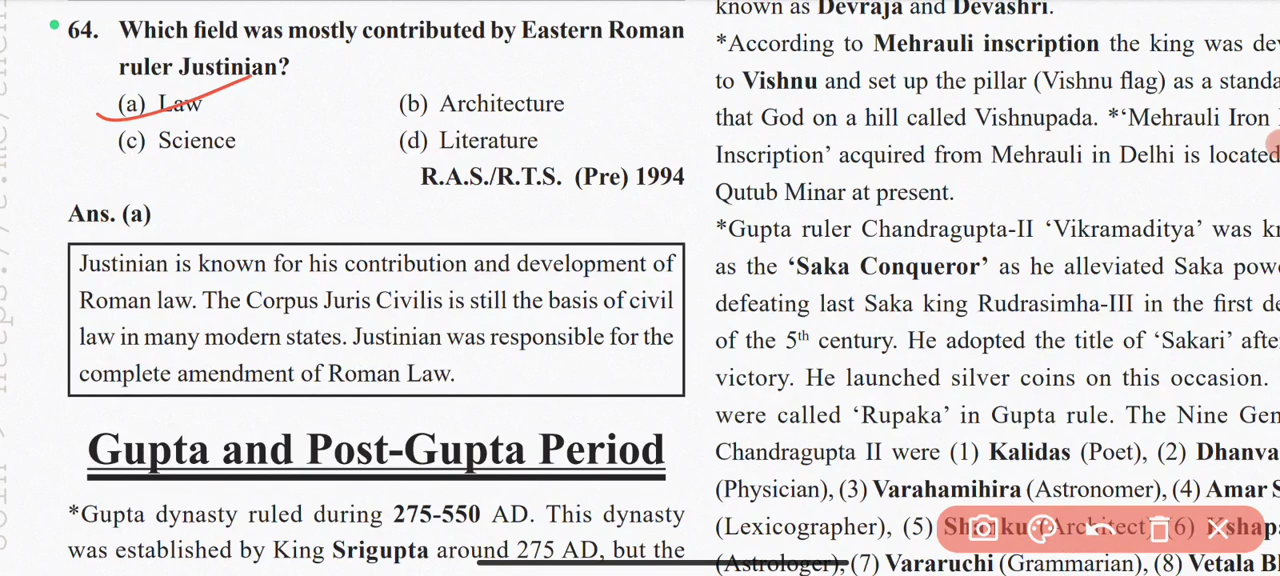 64. Which field was mostly contributed by Eastern Roman
ruler Justinian?
(a) Law
(b) Architecture
(c) Science
(d) Literature
R.A.S./R.T.S. (Pre) 1994
Ans. (a)
Justinian is known for his contribution and development of
Roman law. The Corpus Juris Civilis is still the basis of civil
law in many modern states. Justinian was responsible for the
complete amendment of Roman Law.
Gupta and Post-Gupta Period
*Gupta dynasty ruled during 275-550 AD. This dynasty
was established by King Srigupta around 275 AD, but the
known as Devraja and Devashri.
*According to Mehrauli inscription the king was
to Vishnu and set up the pillar (Vishnu flag) as a
that God on a hill called Vishnupada. *‘Mehrauli Iron
Inscription’ acquired from Mehrauli in Delhi is located
Qutub Minar at present.
*Gupta ruler Chandragupta-II ‘Vikramaditya’ was
as the ‘Saka Conqueror’ as he alleviated Saka
defeating last Saka king Rudrasimha-III in the first
of the 5th century. He adopted the title of ‘Sakari’
victory. He launched silver coins on this occasion.
were called ‘Rupaka’ in Gupta rule. The Nine
Chandragupta II were (1) Kalidas (Poet), (2)
(Physician), (3) Varahamihira (Astronomer), (4) Amar
(Lexicographer), (5) Shanku (Architect) (6)
(Astrologer), (7) Vararuchi (Grammarian), (8) Vetala